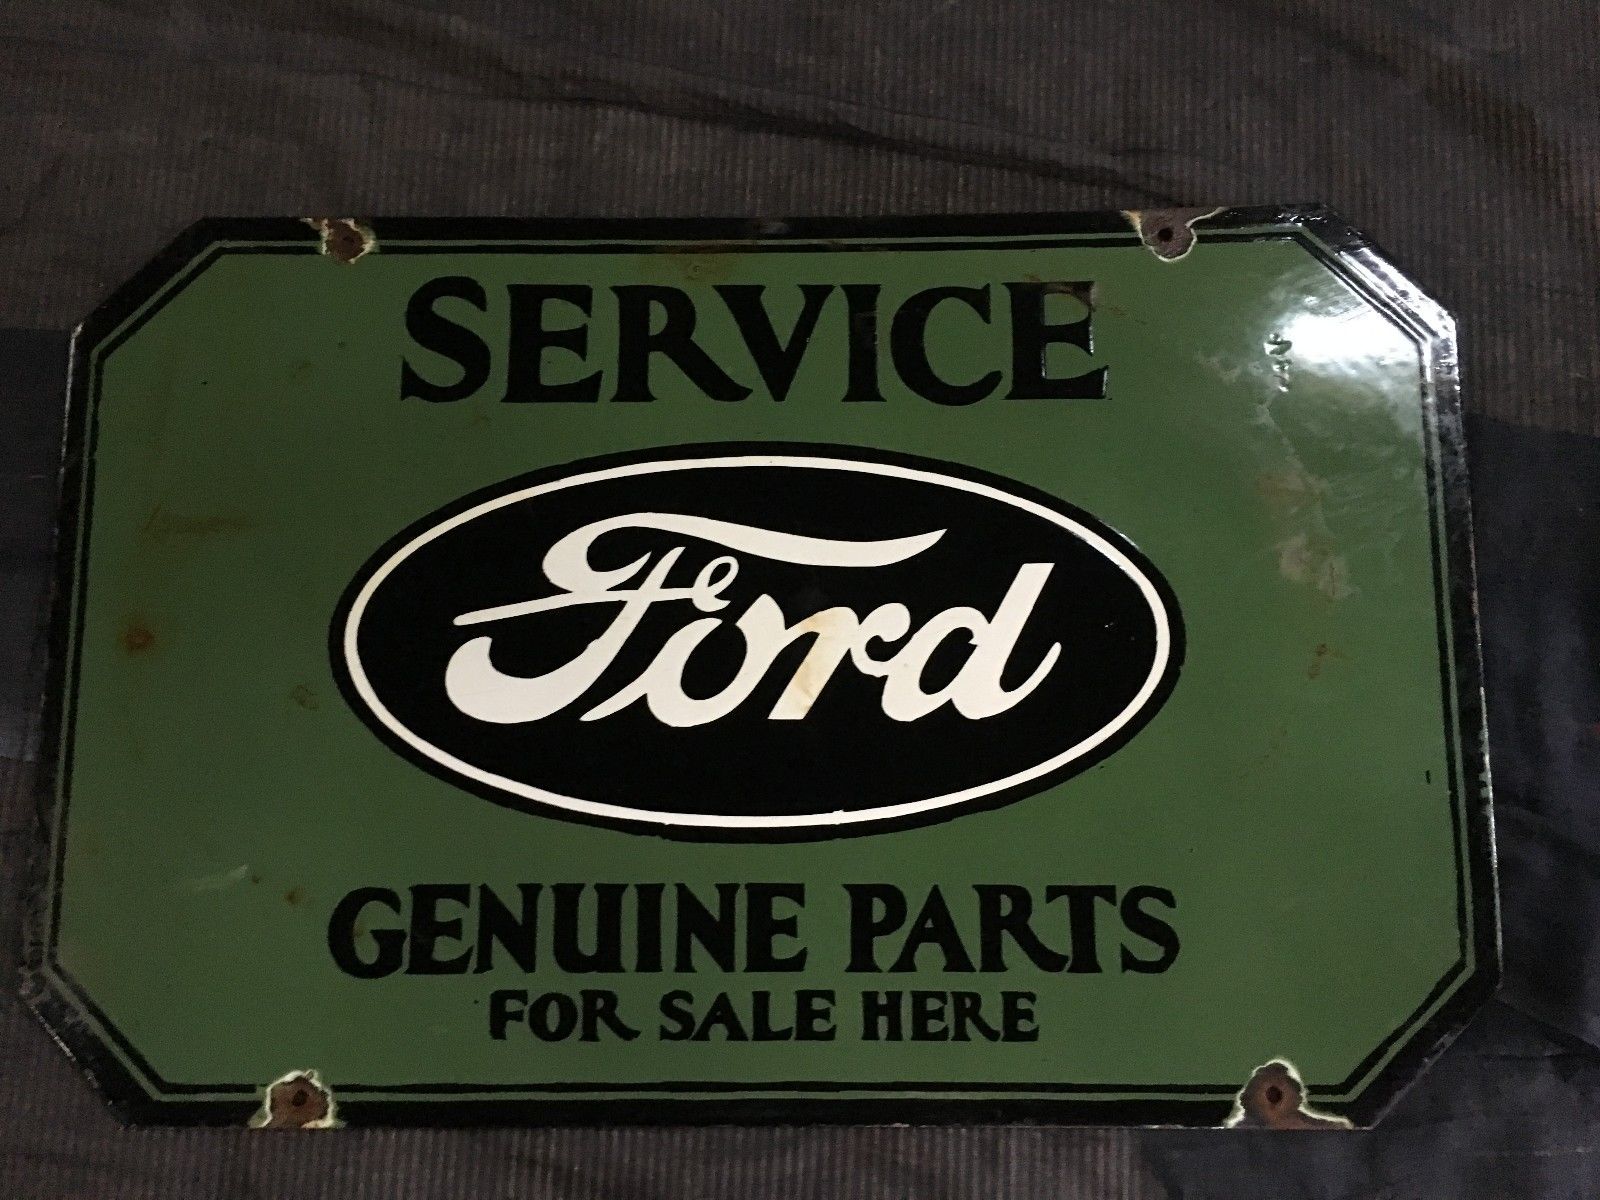 SERVICE
Ford
GENUINE PARTS
FOR SALE HERE